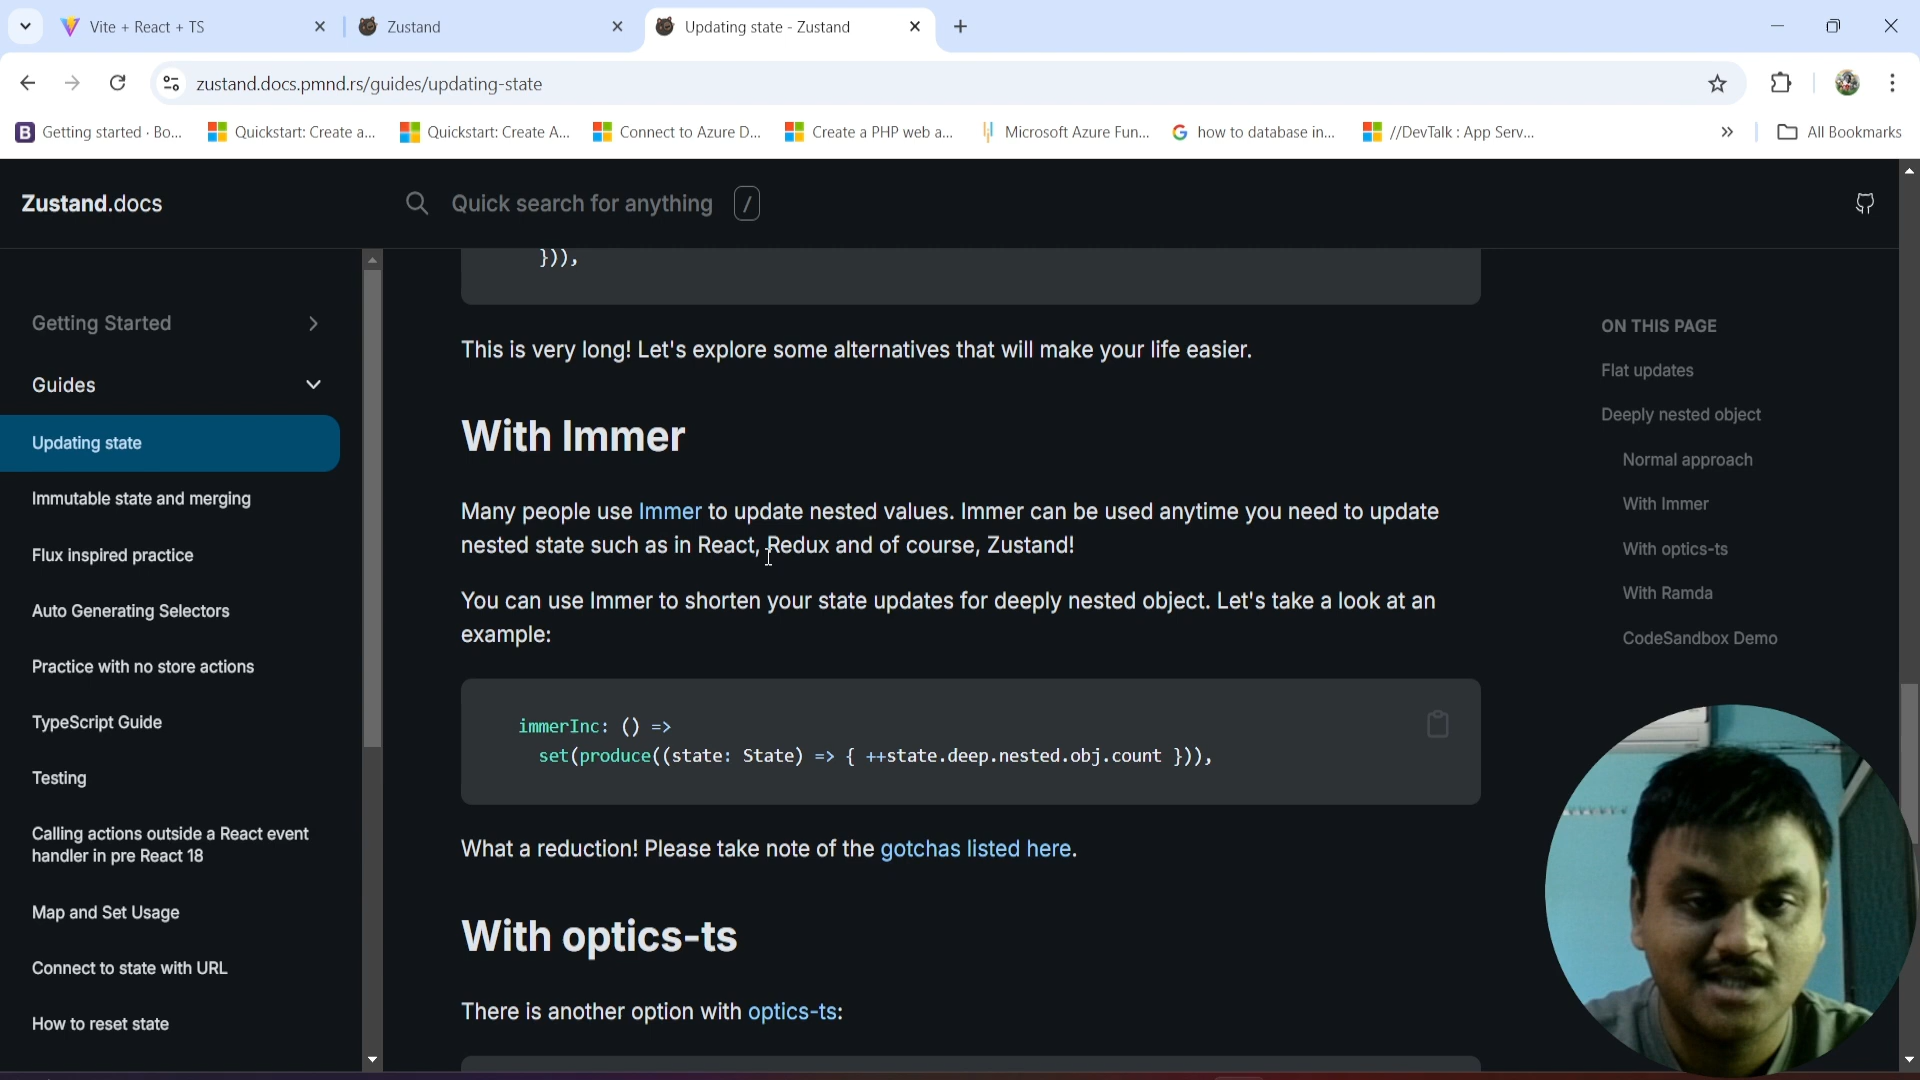 Vite + React + TS
Zustand
Updating state - Zustand
zustand.docs.pmnd.rs/guides/updating-state
B Getting started · Bo...
Quickstart: Create a...
Quickstart: Create A...
Connect to Azure D...
Create a PHP web a...
Microsoft Azure Fun...
how to database in...
//DevTalk : App Serv...
»
All Bookmarks
Zustand.docs
Quick search for anything /
Getting Started
Guides
Updating state
Immutable state and merging
Flux inspired practice
Auto Generating Selectors
Practice with no store actions
TypeScript Guide
Testing
Calling actions outside a React event
handler in pre React 18
Map and Set Usage
Connect to state with URL
How to reset state
})),
This is very long! Let's explore some alternatives that will make your life easier.
With Immer
Many people use Immer to update nested values. Immer can be used anytime you need to update
nested state such as in React, Redux and of course, Zustand!
You can use Immer to shorten your state updates for deeply nested object. Let's take a look at an
example:
immerInc: () =>
set(produce((state: State) => { ++state.deep.nested.obj.count })),
What a reduction! Please take note of the gotchas listed here.
With optics-ts
There is another option with optics-ts:
ON THIS PAGE
Flat updates
Deeply nested object
Normal approach
With Immer
With optics-ts
With Ramda
CodeSandbox Demo